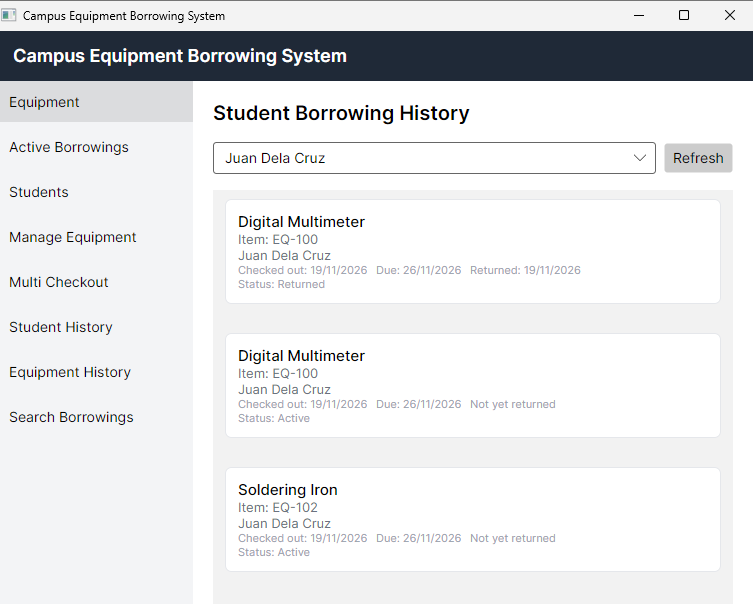 Campus Equipment Borrowing System
Campus Equipment Borrowing System
Equipment
Active Borrowings
Students
Manage Equipment
Multi Checkout
Student History
Equipment History
Search Borrowings
Student Borrowing History
Juan Dela Cruz
Refresh
Digital Multimeter
Item: EQ-100
Juan Dela Cruz
Checked out: 19/11/2026 Due: 26/11/2026 Returned: 19/11/2026
Status: Returned
Digital Multimeter
Item: EQ-100
Juan Dela Cruz
Checked out: 19/11/2026 Due: 26/11/2026 Not yet returned
Status: Active
Soldering Iron
Item: EQ-102
Juan Dela Cruz
Checked out: 19/11/2026 Due: 26/11/2026 Not yet returned
Status: Active